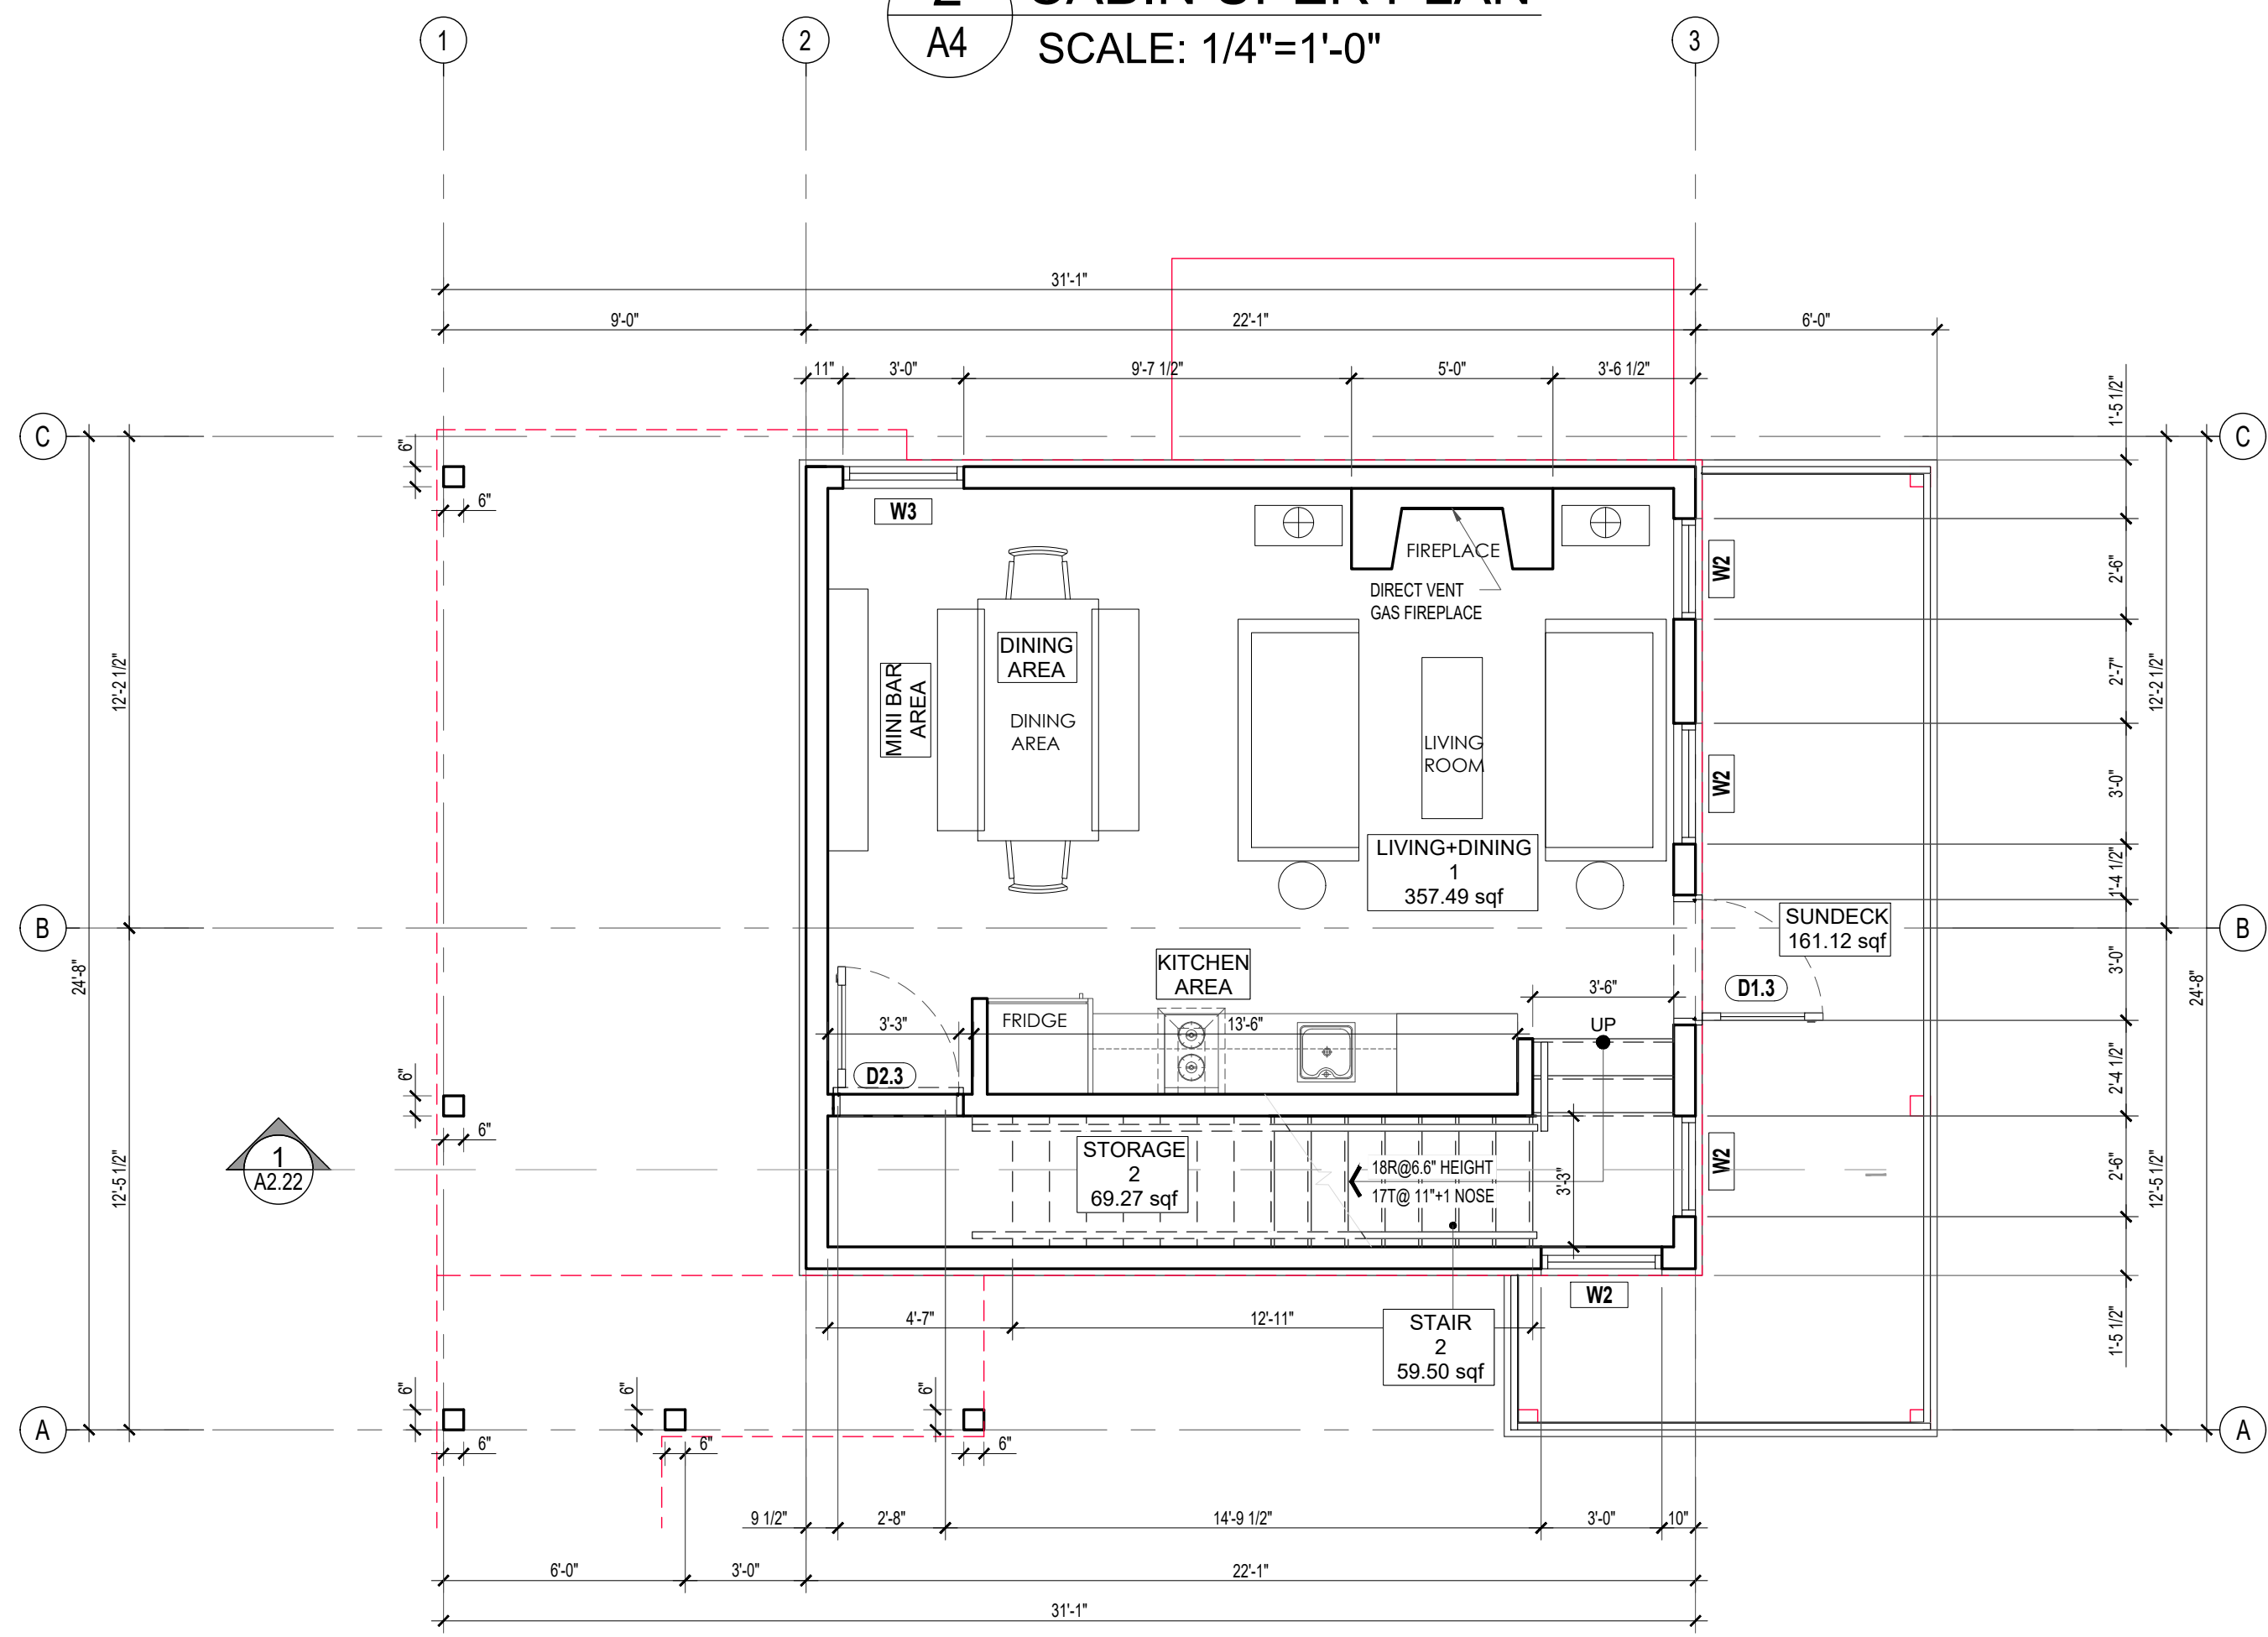 1
2
3
A4
SCALE: 1/4"=1'-0"
31'-1"
9'-0"
22'-1"
6'-0"
11"
3'-0"
9'-7 1/2"
5'-0"
3'-6 1/2"
1'-5 1/2"
C
C
6"
6"
W3
FIREPLACE
DIRECT VENT
GAS FIREPLACE
W2
2'-6"
DINING
AREA
MINI BAR
AREA
DINING
AREA
LIVING
ROOM
12'-2 1/2"
2'-7"
12'-2 1/2"
W2
3'-0"
LIVING+DINING
1
357.49 sqf
1'-4 1/2"
B
SUNDECK
161.12 sqf
B
24'-8"
KITCHEN
AREA
3'-0"
24'-8"
3'-6"
D1.3
3'-3"
FRIDGE
13'-6"
UP
D2.3
2'-4 1/2"
6"
6"
1
A2.22
12'-5 1/2"
STORAGE
2
69.27 sqf
18R@6.6" HEIGHT
17T@ 11"+1 NOSE
3'-3"
W2
2'-6"
12'-5 1/2"
W2
4'-7"
12'-11"
STAIR
2
59.50 sqf
1'-5 1/2"
6"
6"
6"
A
A
6"
6"
6"
9 1/2"
2'-8"
14'-9 1/2"
3'-0"
10"
6'-0"
3'-0"
22'-1"
31'-1"